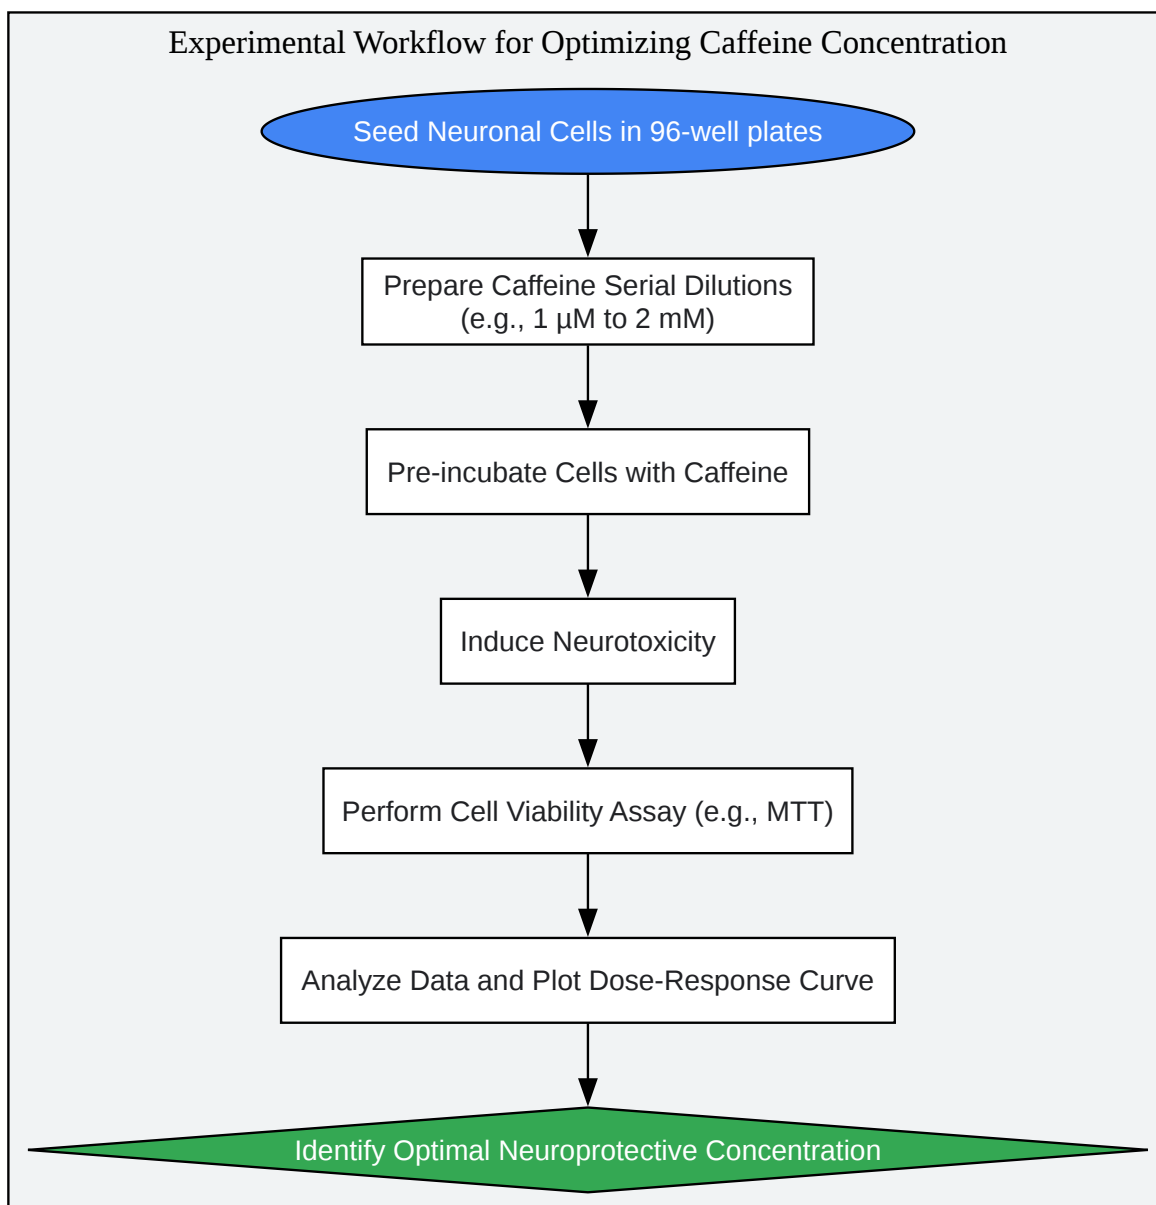 Experimental Workflow for Optimizing Caffeine Concentration
Seed Neuronal Cells in 96-well plates
Prepare Caffeine Serial Dilutions
(e.g., 1 µM to 2 mM)
Pre-incubate Cells with Caffeine
Induce Neurotoxicity
Perform Cell Viability Assay (e.g., MTT)
Analyze Data and Plot Dose-Response Curve
Identify Optimal Neuroprotective Concentration